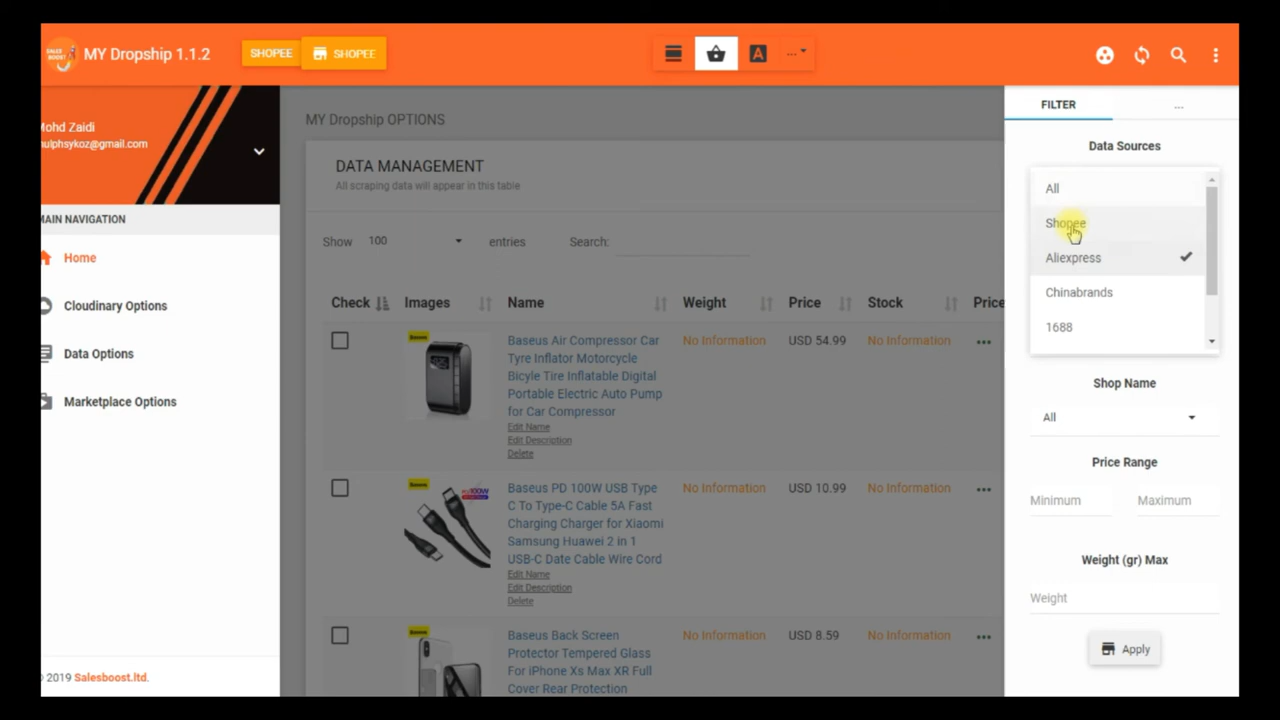 SALES
BOOST
MY Dropship 1.1.2
SHOPEE
SHOPEE
A
...
Mohd Zaidi
nulphsykoz@gmail.com
MAIN NAVIGATION
Home
Cloudinary Options
Data Options
Marketplace Options
© 2019 Salesboost.ltd.
MY Dropship OPTIONS
DATA MANAGEMENT
All scraping data will appear in this table
Show 100 entries Search:
Check Images Name Weight Price Stock Price
Baseus Air Compressor Car
Tyre Inflator Motorcycle
Bicyle Tire Inflatable Digital
Portable Electric Auto Pump
for Car Compressor
Edit Name
Edit Description
Delete
No Information USD 54.99 No Information
Baseus PD 100W USB Type
C To Type-C Cable 5A Fast
Charging Charger for Xiaomi
Samsung Huawei 2 in 1
USB-C Date Cable Wire Cord
Edit Name
Edit Description
Delete
No Information USD 10.99 No Information
Baseus Back Screen
Protector Tempered Glass
For iPhone Xs Max XR Full
Cover Rear Protection
No Information USD 8.59 No Information
FILTER ...
Data Sources
All
Shopee
Aliexpress
Chinabrands
1688
Shop Name
All
Price Range
Minimum Maximum
Weight (gr) Max
Weight
Apply